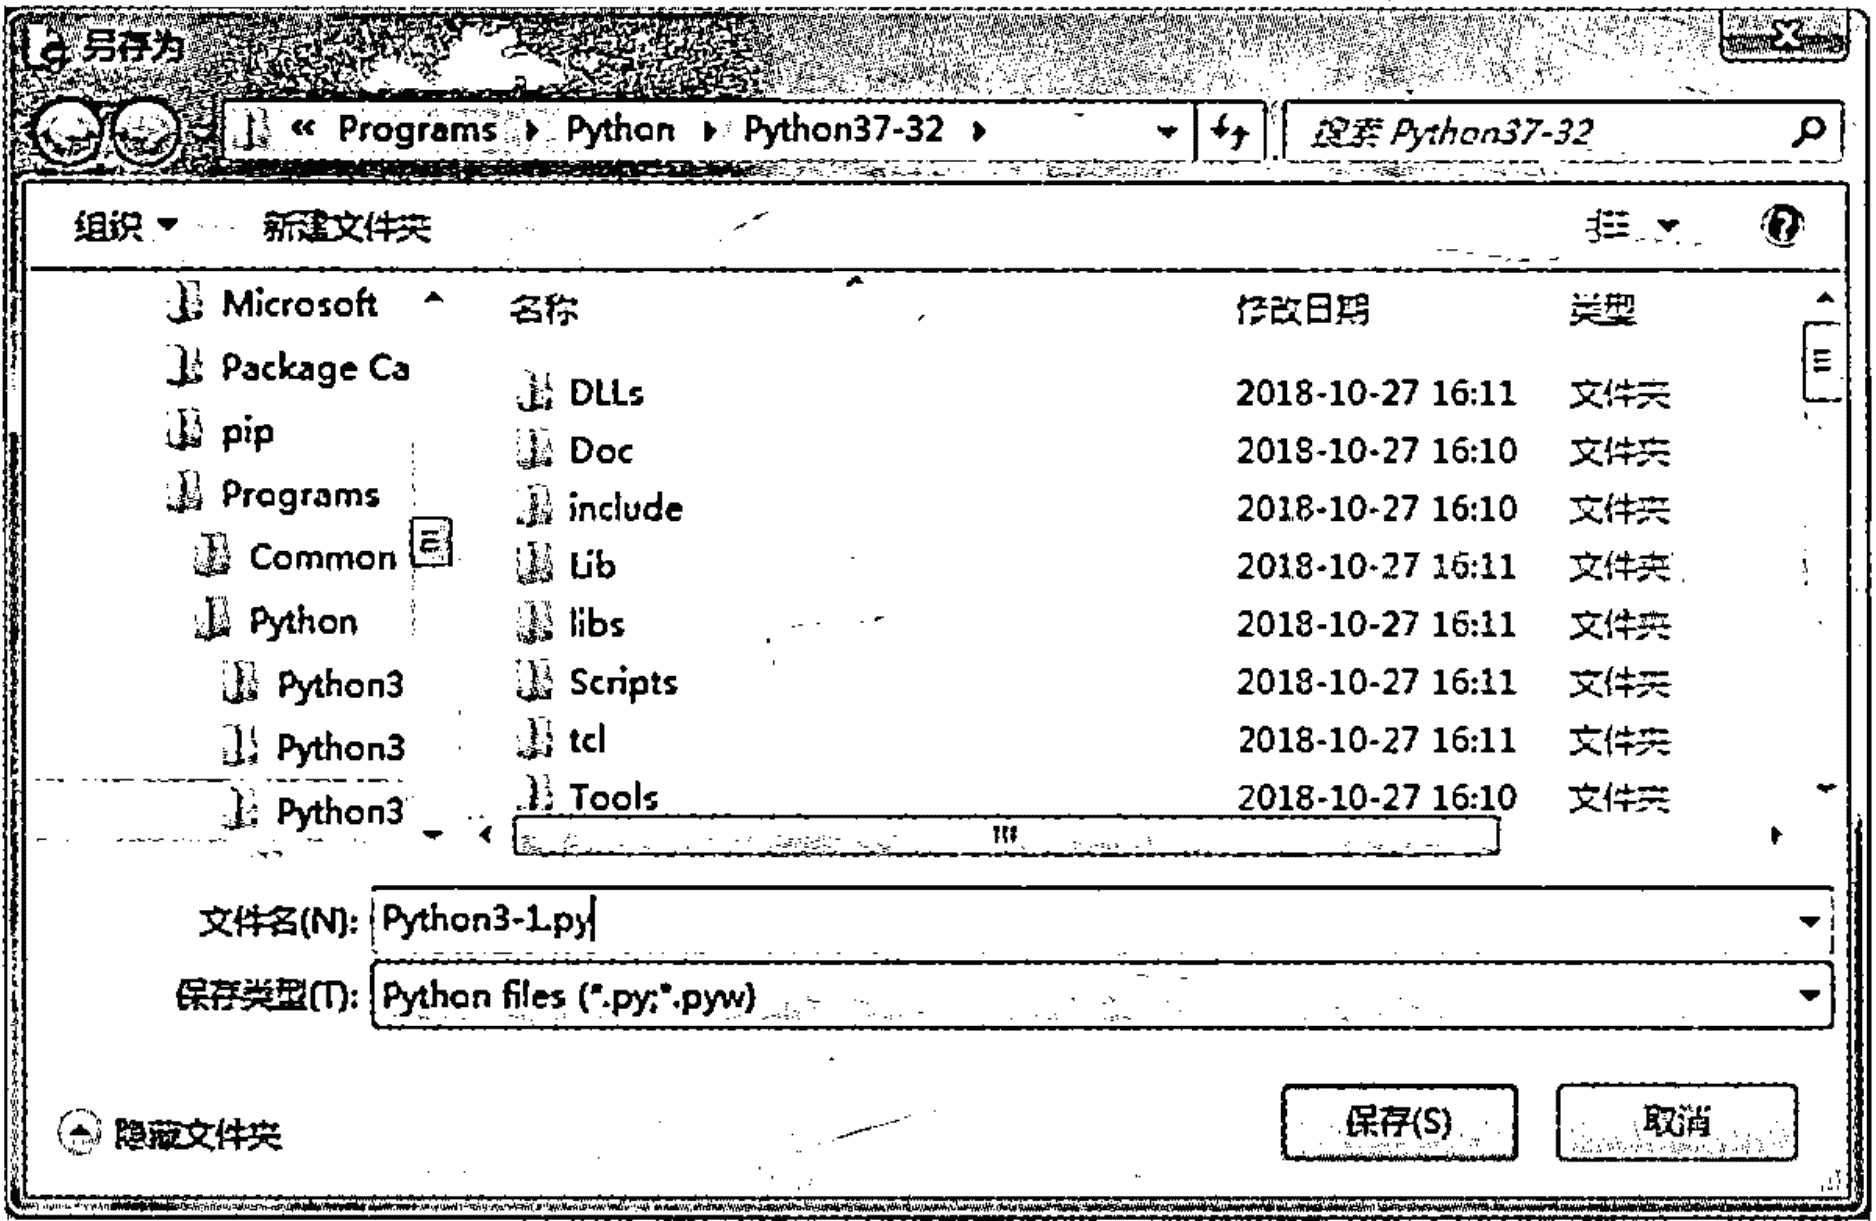 另存为
« Programs Python Python37-32
搜索 Python37-32
组织 新建文件夹
Microsoft
Package Ca
pip
Programs
Common
Python
Python3
Python3
Python3
名称 修改日期 类型
DLLs 2018-10-27 16:11 文件夹
Doc 2018-10-27 16:10 文件夹
include 2018-10-27 16:10 文件夹
Lib 2018-10-27 16:11 文件夹
libs 2018-10-27 16:11 文件夹
Scripts 2018-10-27 16:11 文件夹
tcl 2018-10-27 16:11 文件夹
Tools 2018-10-27 16:10 文件夹
文件名(N): Python3-1.py
保存类型(T): Python files (*.py;*.pyw)
隐藏文件夹
保存(S) 取消